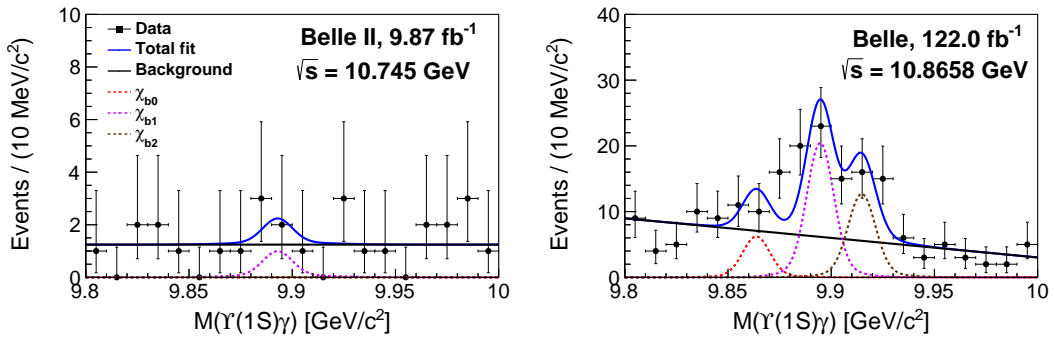 Events / (10 MeV/c²)
10
8
6
4
2
0
Data
Total fit
Background
χb0
χb1
χb2
Belle II, 9.87 fb⁻¹
√s = 10.745 GeV
9.8 9.85 9.9 9.95 10
M(ϒ(1S)γ) [GeV/c²]
Events / (10 MeV/c²)
40
30
20
10
0
Belle, 122.0 fb⁻¹
√s = 10.8658 GeV
9.8 9.85 9.9 9.95 10
M(ϒ(1S)γ) [GeV/c²]